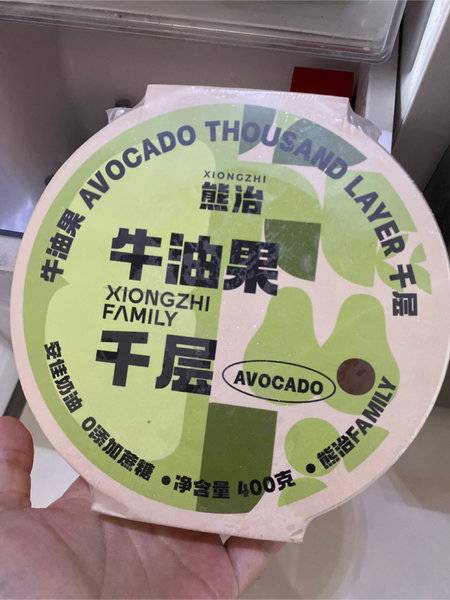 牛油果 AVOCADO THOUSAND LAYER 千层
XIONGZHI
熊治
牛油果
XIONGZHI
FAMILY
千层
AVOCADO
安佳奶油 0添加蔗糖 • 净含量 400克 • 熊治FAMILY